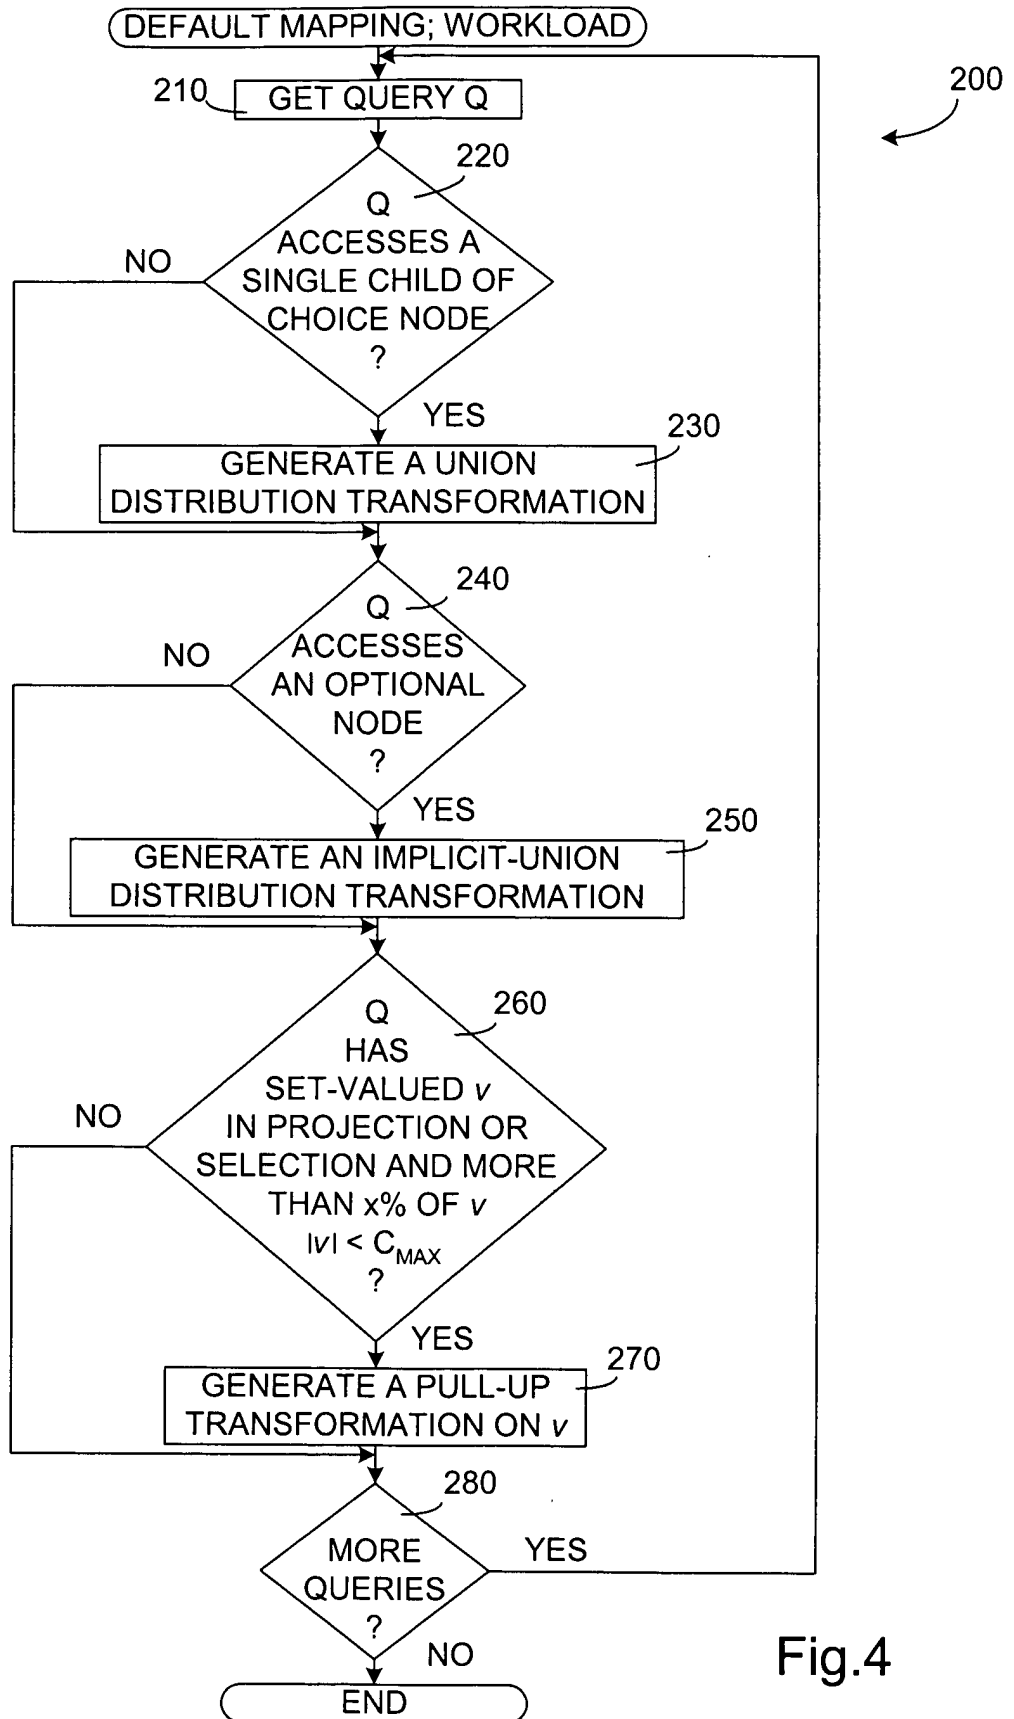 DEFAULT MAPPING; WORKLOAD
200
210
GET QUERY Q
220
Q
ACCESSES A
SINGLE CHILD OF
CHOICE NODE
?
NO
YES
230
GENERATE A UNION
DISTRIBUTION TRANSFORMATION
240
Q
ACCESSES
AN OPTIONAL
NODE
?
NO
YES
250
GENERATE AN IMPLICIT-UNION
DISTRIBUTION TRANSFORMATION
260
Q
HAS
SET-VALUED v
IN PROJECTION OR
SELECTION AND MORE
THAN x% OF v
|v| < CMAX
?
NO
YES
270
GENERATE A PULL-UP
TRANSFORMATION ON v
280
MORE
QUERIES
?
YES
NO
END
Fig.4